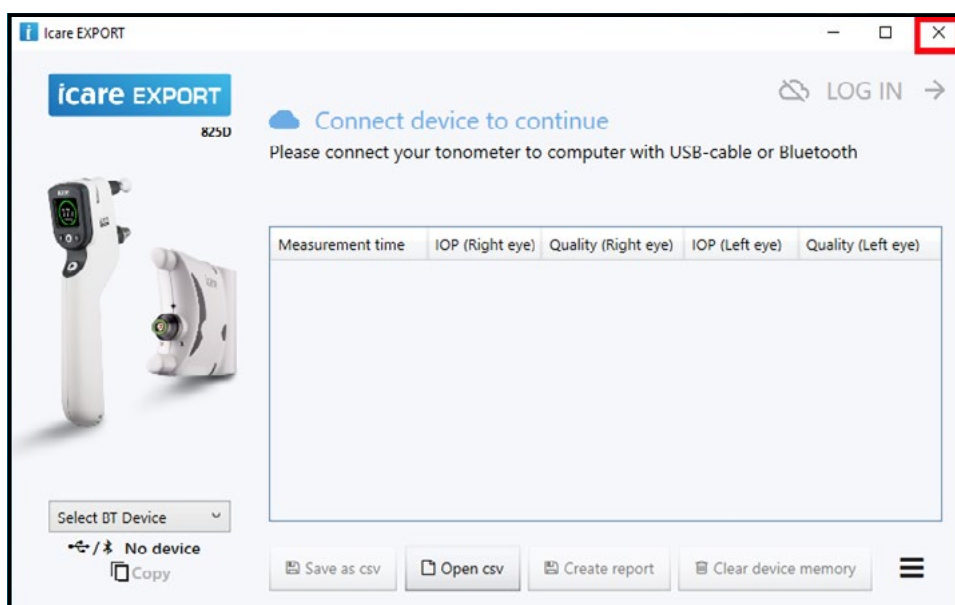 Icare EXPORT
icare EXPORT
825D
LOG IN
Connect device to continue
Please connect your tonometer to computer with USB-cable or Bluetooth
Measurement time IOP (Right eye) Quality (Right eye) IOP (Left eye) Quality (Left eye)
Select BT Device
/ No device
Copy
Save as csv Open csv Create report Clear device memory